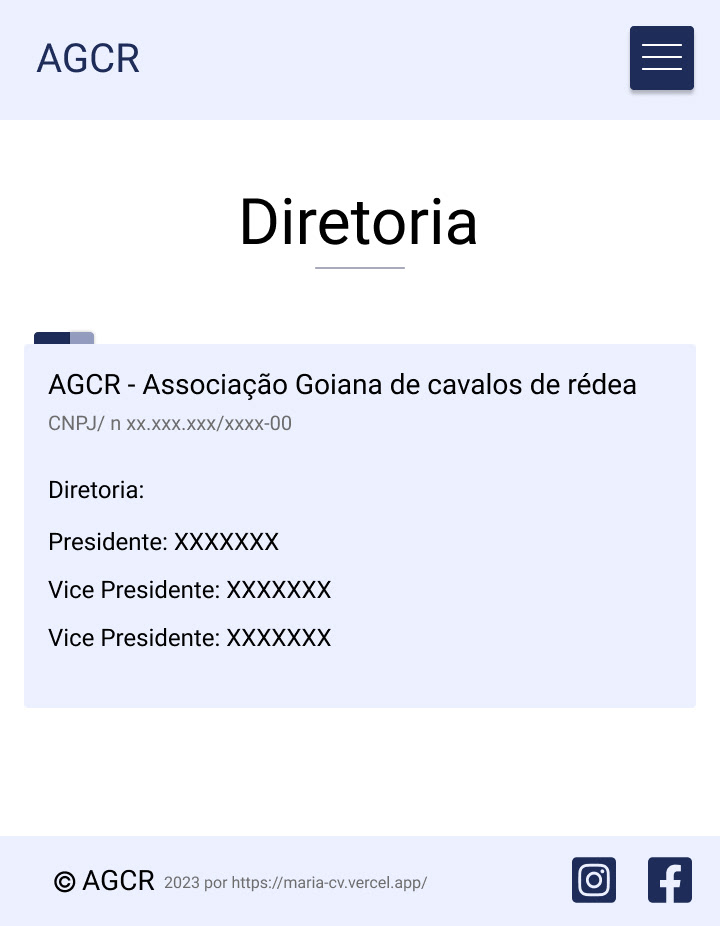 AGCR
Diretoria
AGCR - Associação Goiana de cavalos de rédea
CNPJ/ n xx.xxx.xxx/xxxx-00
Diretoria:
Presidente: XXXXXXX
Vice Presidente: XXXXXXX
Vice Presidente: XXXXXXX
© AGCR 2023 por https://maria-cv.vercel.app/